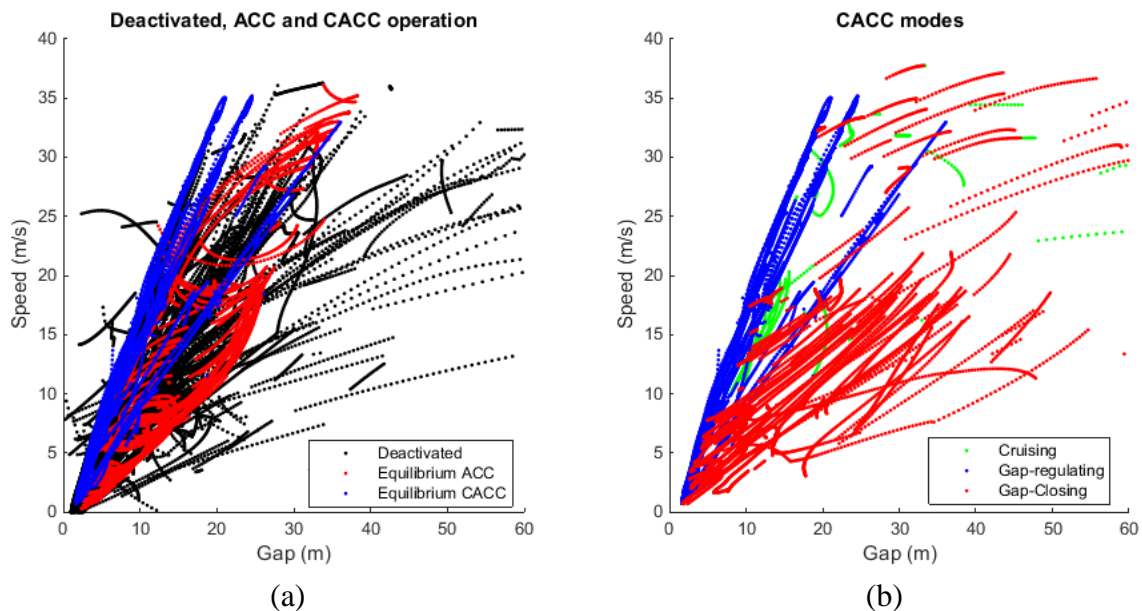 Deactivated, ACC and CACC operation
40
35
30
25
20
15
10
5
0
Speed (m/s)
0 10 20 30 40 50 60
Gap (m)
Deactivated
Equilibrium ACC
Equilibrium CACC
(a)
CACC modes
40
35
30
25
20
15
10
5
0
Speed (m/s)
0 10 20 30 40 50 60
Gap (m)
Cruising
Gap-regulating
Gap-Closing
(b)